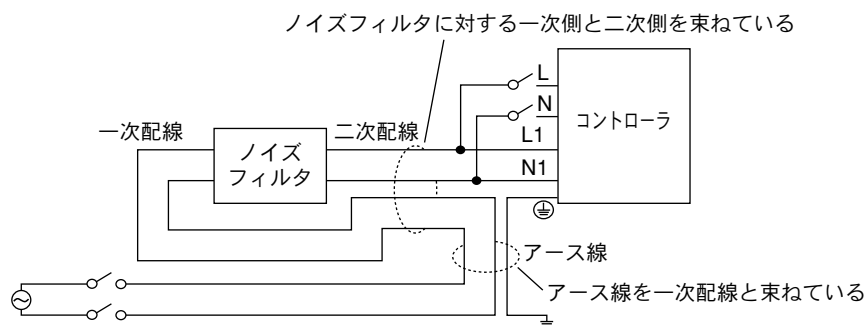 ノイズフィルタに対する一次側と二次側を束ねている
L
N
コントローラ
一次配線
二次配線
L1
ノイズ
フィルタ
N1
アース線
アース線を一次配線と束ねている